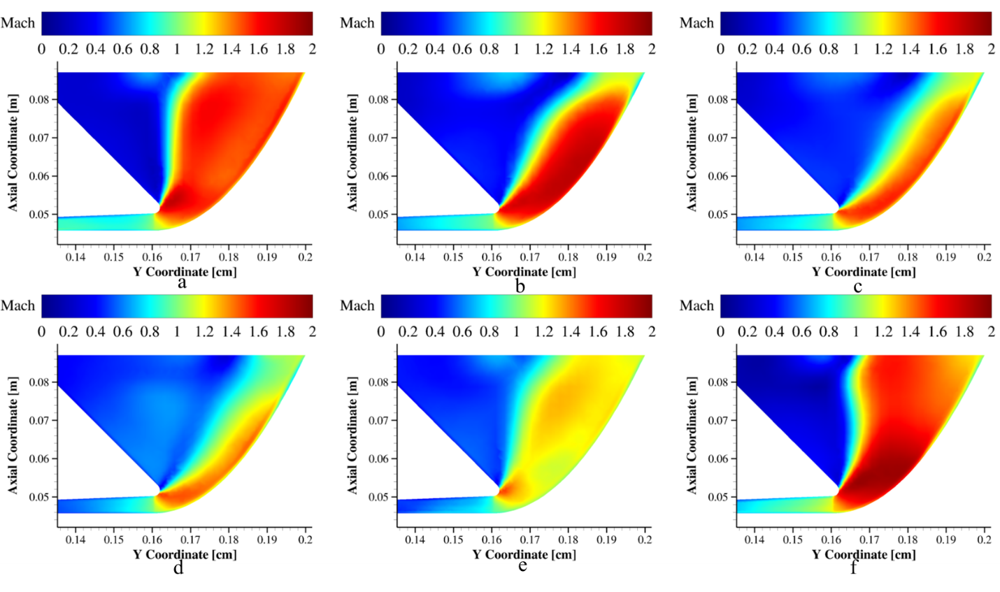 Mach
0 0.2 0.4 0.6 0.8 1 1.2 1.4 1.6 1.8 2
Axial Coordinate [m]
0.08
0.07
0.06
0.05
0.14 0.15 0.16 0.17 0.18 0.19 0.2
Y Coordinate [cm]
a
Mach
0 0.2 0.4 0.6 0.8 1 1.2 1.4 1.6 1.8 2
Axial Coordinate [m]
0.08
0.07
0.06
0.05
0.14 0.15 0.16 0.17 0.18 0.19 0.2
Y Coordinate [cm]
b
Mach
0 0.2 0.4 0.6 0.8 1 1.2 1.4 1.6 1.8 2
Axial Coordinate [m]
0.08
0.07
0.06
0.05
0.14 0.15 0.16 0.17 0.18 0.19 0.2
Y Coordinate [cm]
c
Mach
0 0.2 0.4 0.6 0.8 1 1.2 1.4 1.6 1.8 2
Axial Coordinate [m]
0.08
0.07
0.06
0.05
0.14 0.15 0.16 0.17 0.18 0.19 0.2
Y Coordinate [cm]
d
Mach
0 0.2 0.4 0.6 0.8 1 1.2 1.4 1.6 1.8 2
Axial Coordinate [m]
0.08
0.07
0.06
0.05
0.14 0.15 0.16 0.17 0.18 0.19 0.2
Y Coordinate [cm]
e
Mach
0 0.2 0.4 0.6 0.8 1 1.2 1.4 1.6 1.8 2
Axial Coordinate [m]
0.08
0.07
0.06
0.05
0.14 0.15 0.16 0.17 0.18 0.19 0.2
Y Coordinate [cm]
f